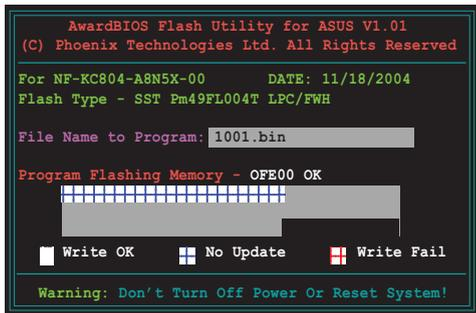 AwardBIOS Flash Utility for ASUS V1.01
(C) Phoenix Technologies Ltd. All Rights Reserved
For NF-KC804-A8N5X-00 DATE: 11/18/2004
Flash Type - SST Pm49FL004T LPC/FWH
File Name to Program: 1001.bin
Program Flashing Memory - OFE00 OK
Write OK No Update Write Fail
Warning: Don't Turn Off Power Or Reset System!